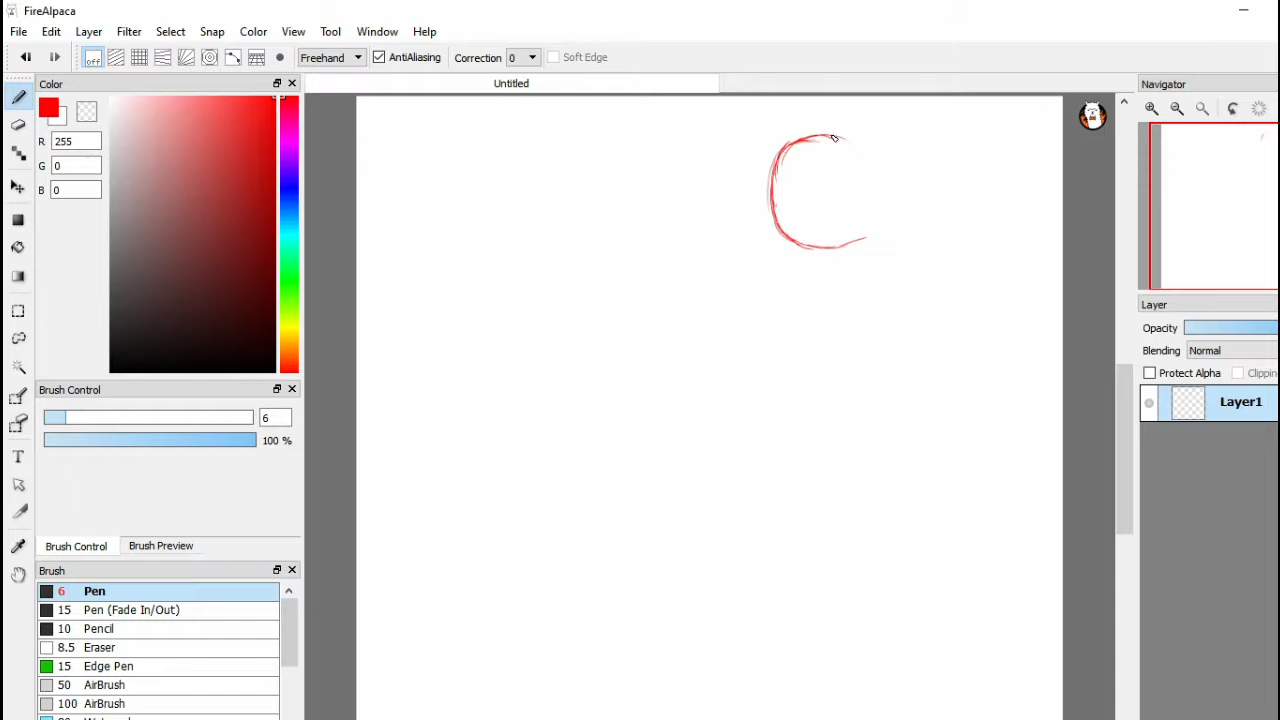 FireAlpaca
File Edit Layer Filter Select Snap Color View Tool Window Help
off Freehand AntiAliasing Correction 0 Soft Edge
Color
Untitled
Navigator
R 255
G 0
B 0
Layer
Opacity
Blending Normal
Protect Alpha Clippin
Layer1
Brush Control
6
100 %
T
Brush Control Brush Preview
Brush
6 Pen
15 Pen (Fade In/Out)
10 Pencil
8.5 Eraser
15 Edge Pen
50 AirBrush
100 AirBrush